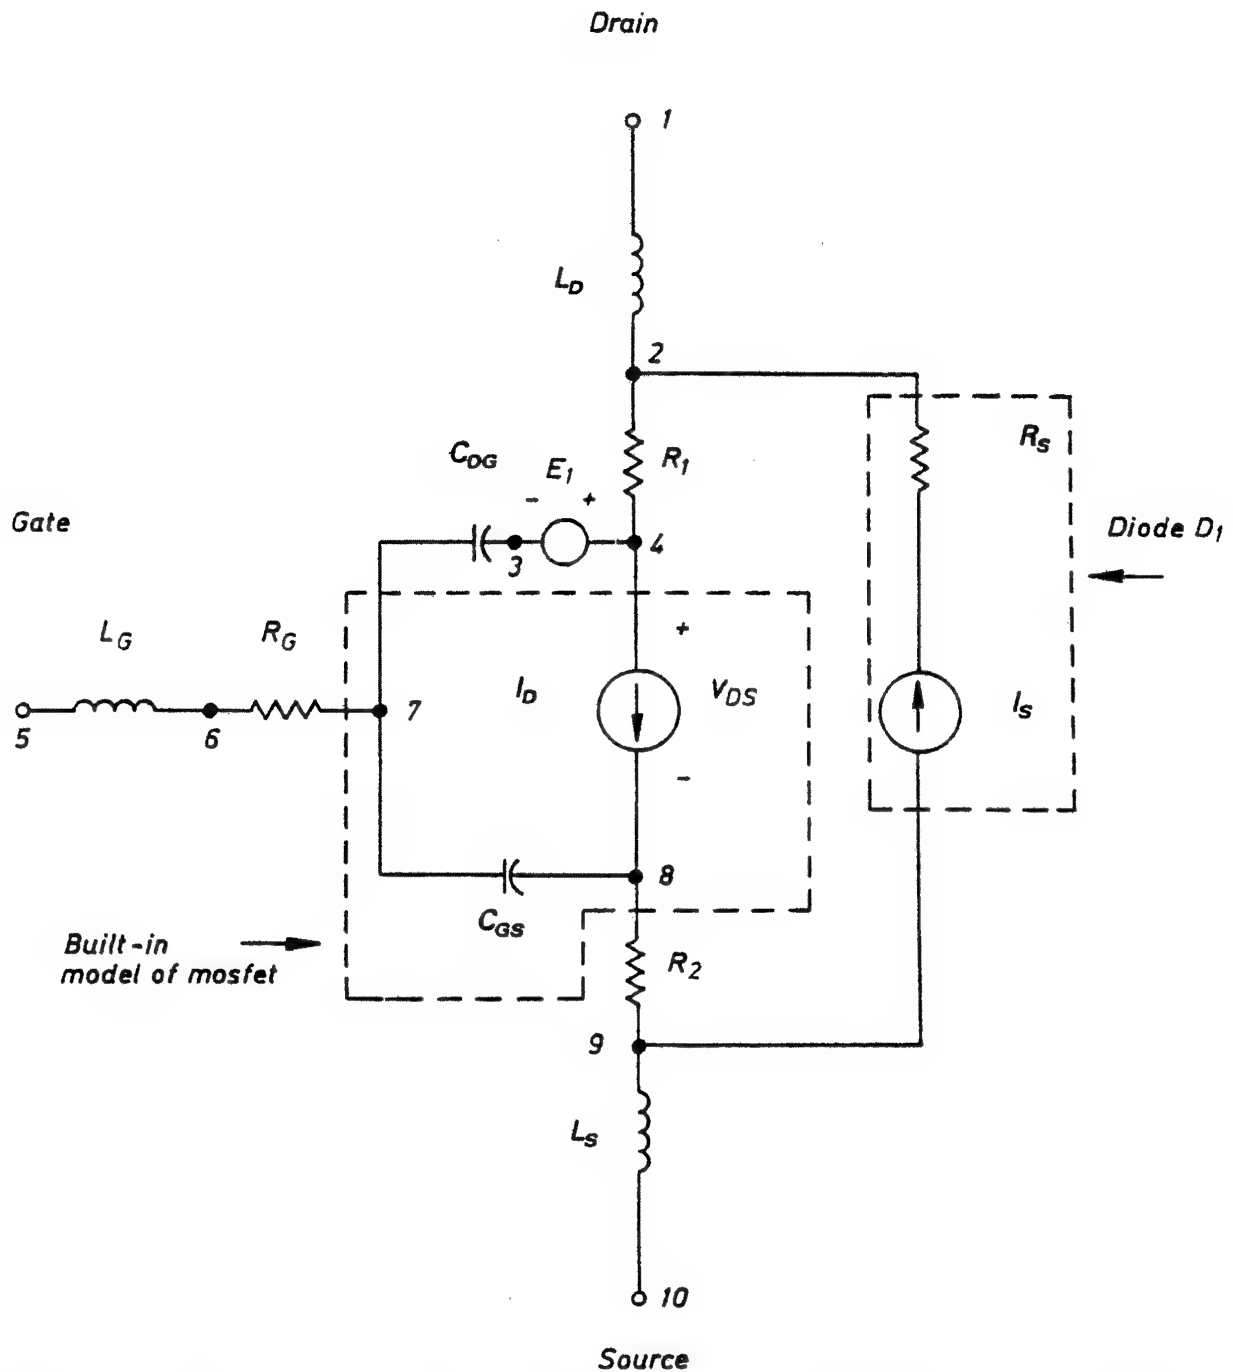 Drain
1
L_D
2
C_DG
E_1
R_1
R_S
- +
Gate
3
4
Diode D_1
L_G
R_G
+
I_D
V_DS
I_S
5
6
7
-
8
C_GS
Built-in
model of mosfet
R_2
9
L_S
10
Source